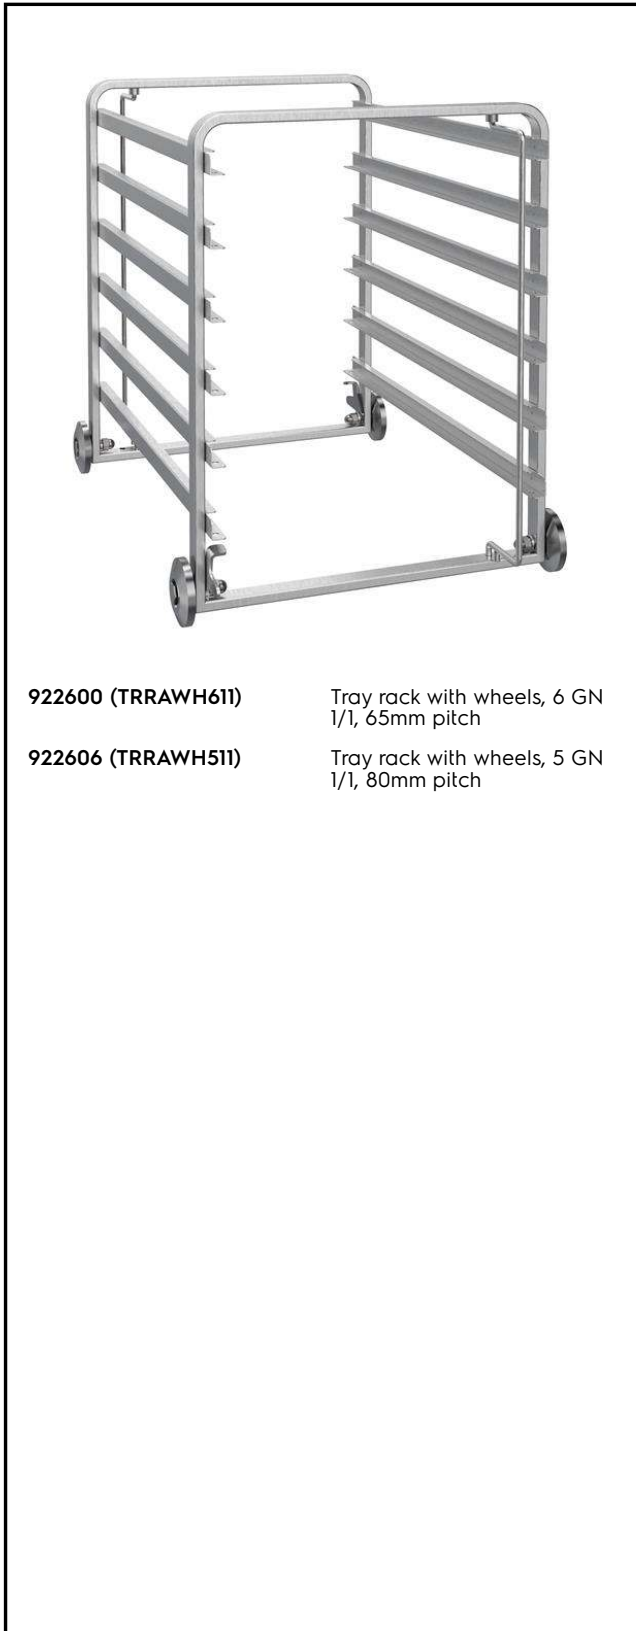 922600 (TRRAWH611) Tray rack with wheels, 6 GN
1/1, 65mm pitch
922606 (TRRAWH511) Tray rack with wheels, 5 GN
1/1, 80mm pitch